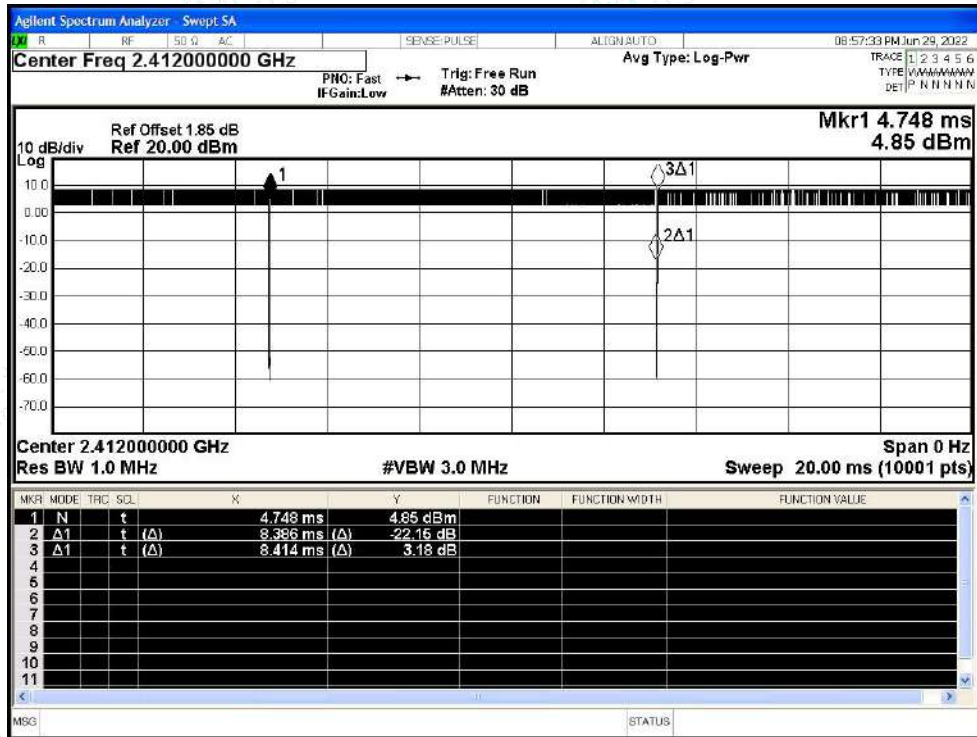 Agilent Spectrum Analyzer - Swept SA
LXI R RF 50 Ω AC SENSE:PULSE ALIGN AUTO 08:57:33 PM Jun 29, 2022
Center Freq 2.412000000 GHz
Avg Type: Log-Pwr
TRACE 1 2 3 4 5 6
PNO: Fast Trig: Free Run
TYPE
IFGain:Low #Atten: 30 dB
DET P N N N N N
Mkr1 4.748 ms
Ref Offset 1.85 dB
10 dB/div Ref 20.00 dBm 4.85 dBm
Log
1
3Δ1
10.0
0.00
-10.0
2Δ1
-20.0
-30.0
-40.0
-50.0
-60.0
-70.0
Center 2.412000000 GHz Span 0 Hz
Res BW 1.0 MHz #VBW 3.0 MHz Sweep 20.00 ms (10001 pts)
MKR MODE TRC SCL X Y FUNCTION FUNCTION WIDTH FUNCTION VALUE
1 N t 4.748 ms 4.85 dBm
2 Δ1 t (Δ) 8.386 ms (Δ) -22.16 dB
3 Δ1 t (Δ) 8.414 ms (Δ) 3.18 dB
4
5
6
7
8
9
10
11
MSG STATUS